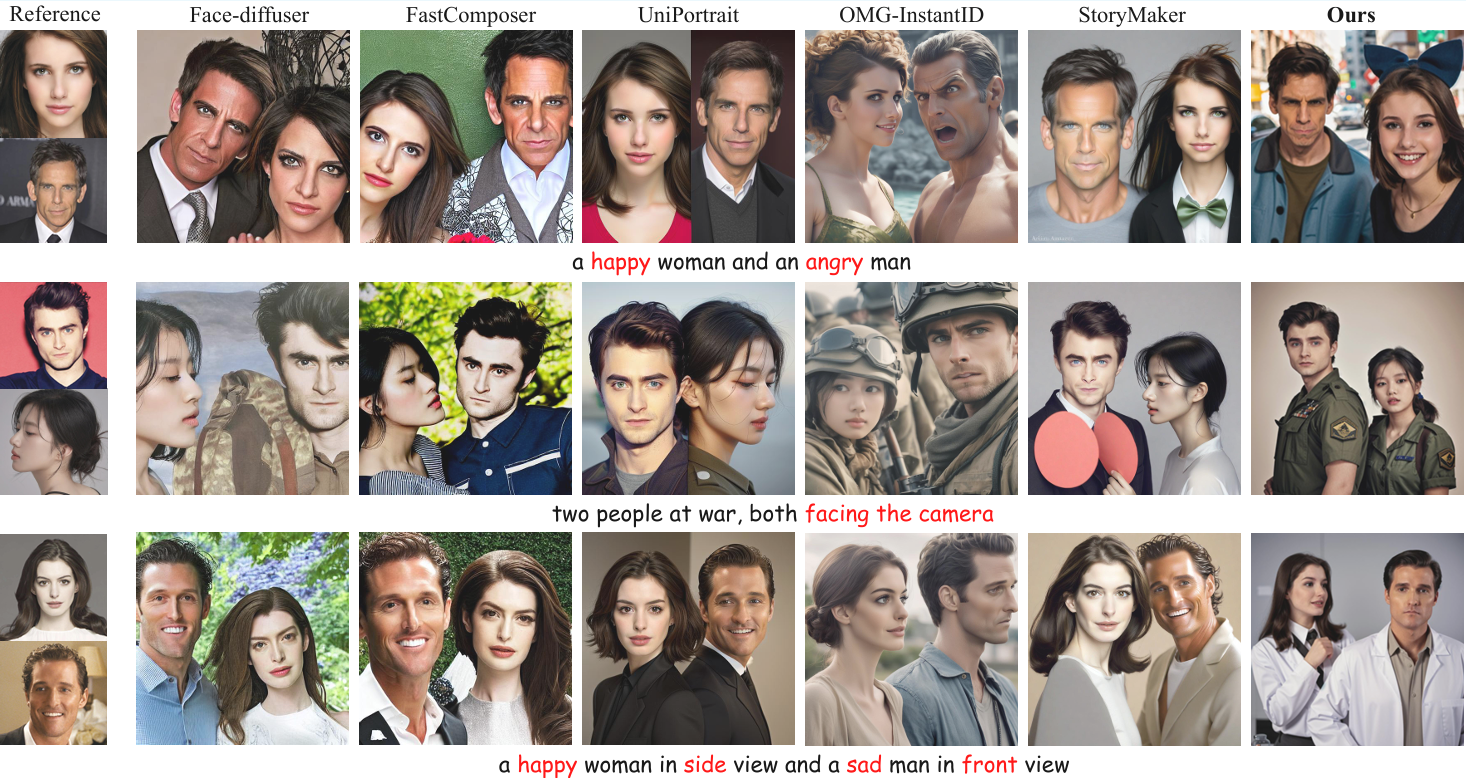 Reference Face-diffuser FastComposer UniPortrait OMG-InstantID StoryMaker Ours
a happy woman and an angry man
two people at war, both facing the camera
a happy woman in side view and a sad man in front view